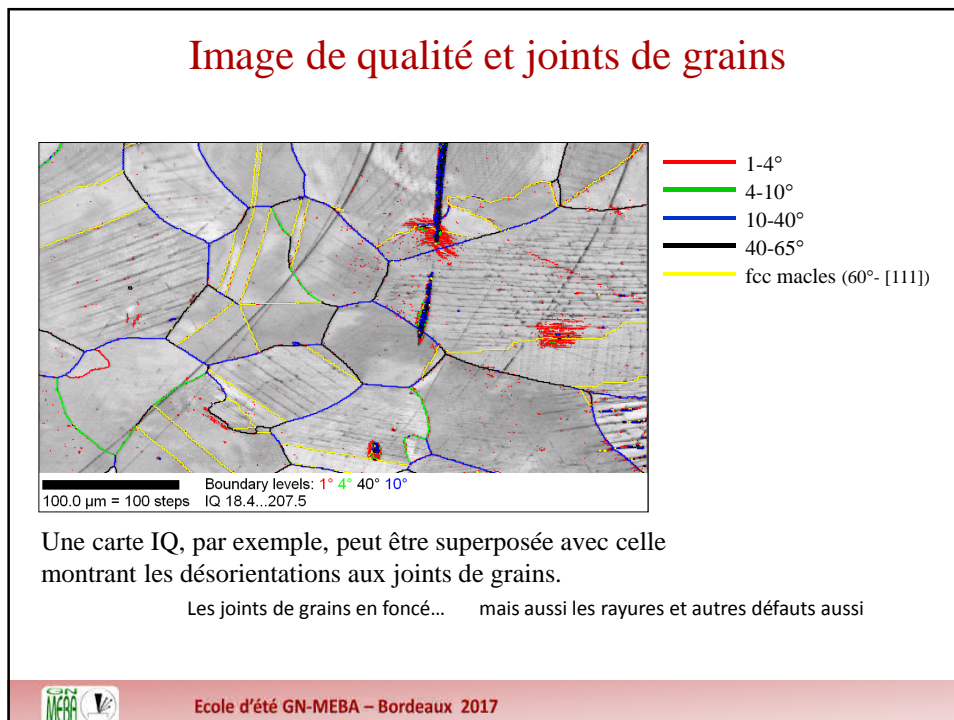 Image de qualité et joints de grains
1-4°
4-10°
10-40°
40-65°
fcc macles (60°- [111])
Boundary levels: 1° 4° 40° 10°
100.0 µm = 100 steps IQ 18.4...207.5
Une carte IQ, par exemple, peut être superposée avec celle
montrant les désorientations aux joints de grains.
Les joints de grains en foncé... mais aussi les rayures et autres défauts aussi
GN
MEBA
Ecole d'été GN-MEBA – Bordeaux 2017